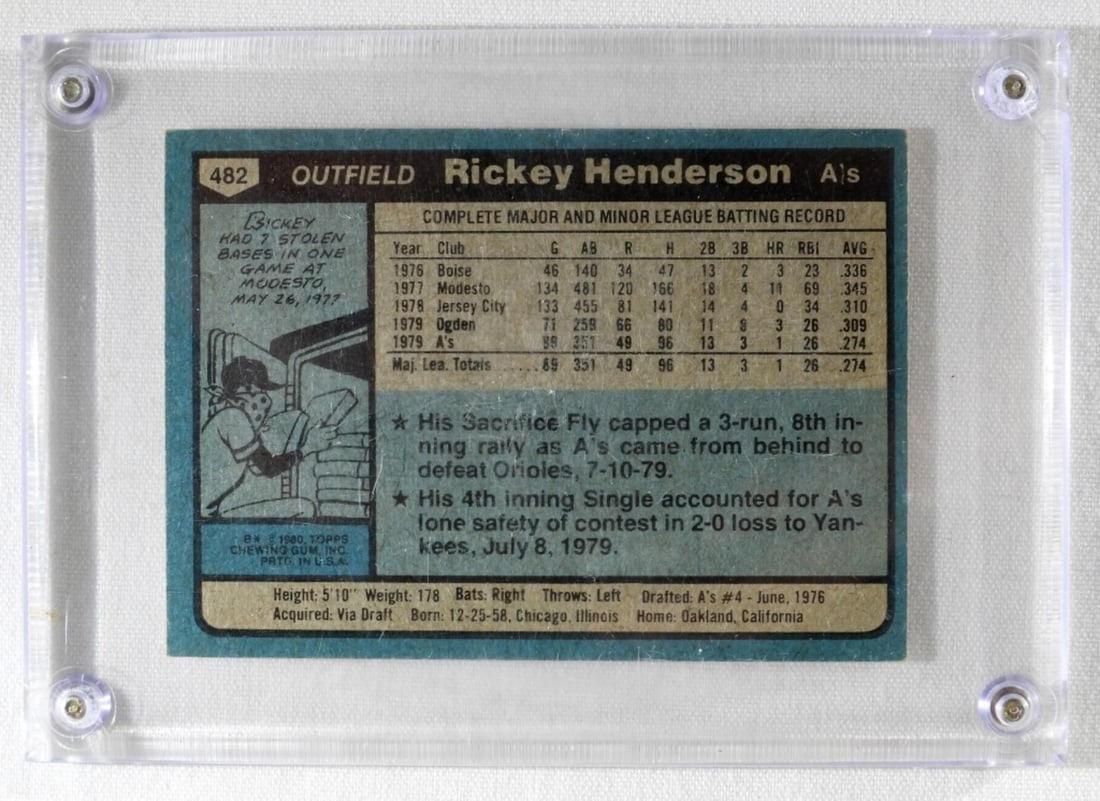 482 OUTFIELD Rickey Henderson A's
RICKEY
HAD 7 STOLEN
BASES IN ONE
GAME AT
MODESTO,
MAY 26, 1977
COMPLETE MAJOR AND MINOR LEAGUE BATTING RECORD
Year Club G AB R H 2B 3B HR RBI AVG
1976 Boise 46 140 34 47 13 2 3 23 .336
1977 Modesto 134 481 120 166 18 4 11 69 .345
1978 Jersey City 133 455 81 141 14 4 0 34 .310
1979 Ogden 71 259 66 80 11 8 3 26 .309
1979 A's 89 351 49 96 13 3 1 26 .274
Maj. Lea. Totals .....89 351 49 96 13 3 1 26 .274
★ His Sacrifice Fly capped a 3-run, 8th in-
ning rally as A's came from behind to
defeat Orioles, 7-10-79.
★ His 4th inning Single accounted for A's
lone safety of contest in 2-0 loss to Yan-
kees, July 8, 1979.
B* © 1980, TOPPS
CHEWING GUM, INC.
PRTD. IN U.S.A.
Height: 5'10" Weight: 178 Bats: Right Throws: Left Drafted: A's #4 - June, 1976
Acquired: Via Draft Born: 12-25-58, Chicago, Illinois Home: Oakland, California